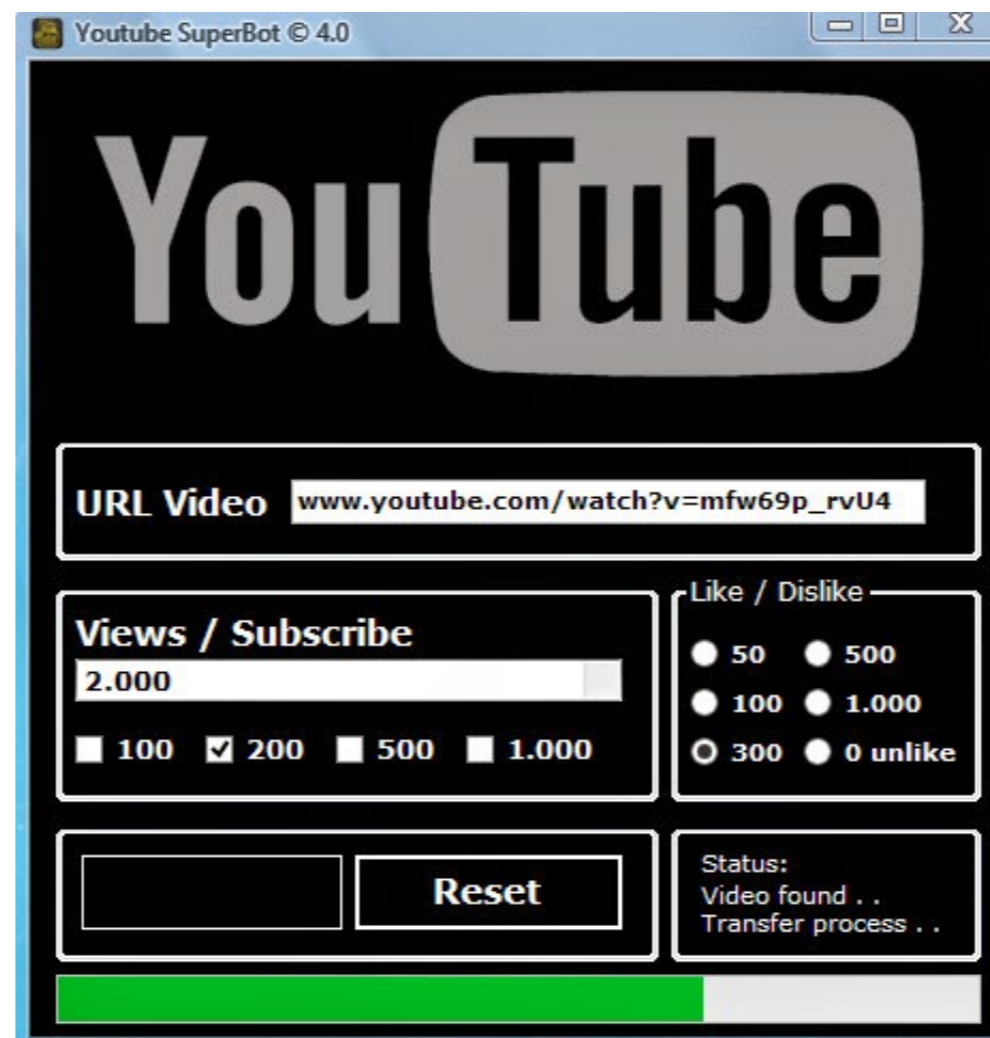 Youtube SuperBot © 4.0
YouTube
URL Video www.youtube.com/watch?v=mfw69p_rvU4
Views / Subscribe
2.000
100 200 500 1.000
Like / Dislike
50 500
100 1.000
300 0 unlike
Reset
Status:
Video found . .
Transfer process . .